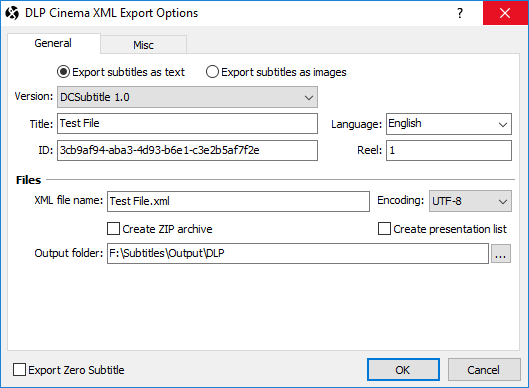 DLP Cinema XML Export Options
General Misc
Export subtitles as text Export subtitles as images
Version: DCSubtitle 1.0
Title: Test File Language: English
ID: 3cb9af94-aba3-4d93-b6e1-c3e2b5af7f2e Reel: 1
Files
XML file name: Test File.xml Encoding: UTF-8
Create ZIP archive Create presentation list
Output folder: F:\Subtitles\Output\DLP ...
Export Zero Subtitle OK Cancel